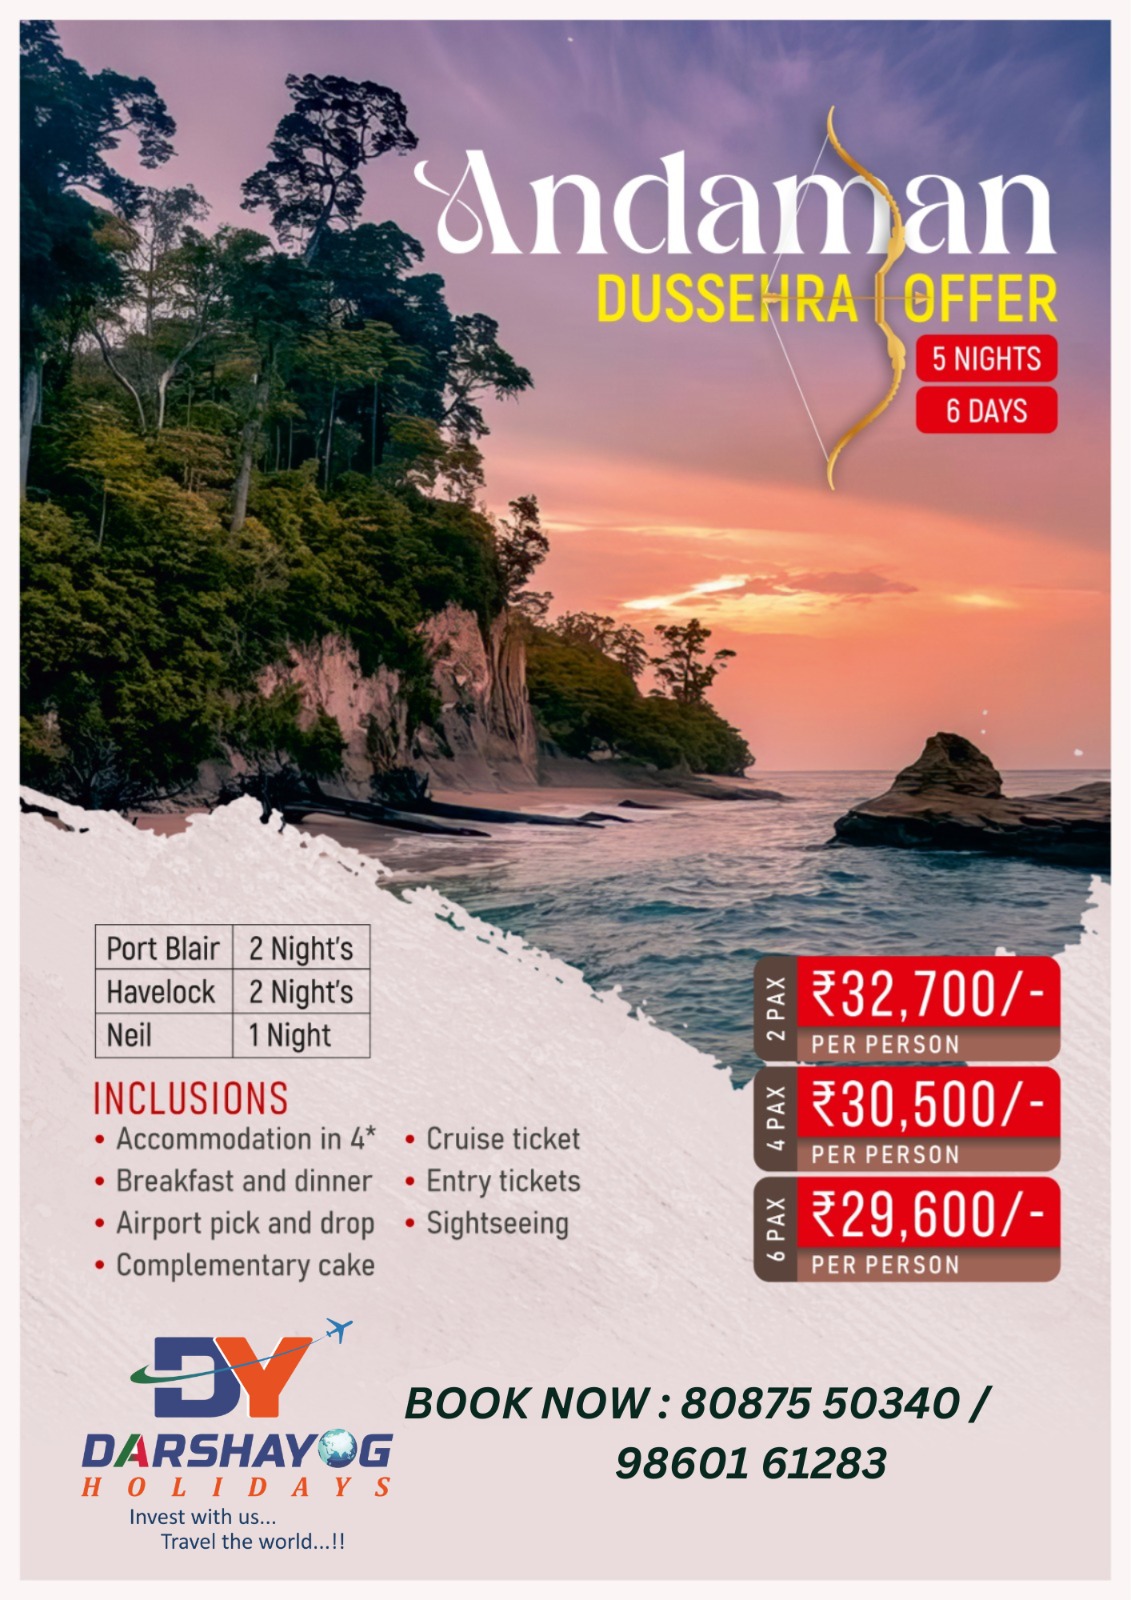 Andaman
DUSSEHRA OFFER
5 NIGHTS
6 DAYS
Port Blair 2 Night's
Havelock 2 Night's
Neil 1 Night
INCLUSIONS
• Accommodation in 4*
• Breakfast and dinner
• Airport pick and drop
• Complementary cake
• Cruise ticket
• Entry tickets
• Sightseeing
2 PAX
₹32,700/-
PER PERSON
4 PAX
₹30,500/-
PER PERSON
6 PAX
₹29,600/-
PER PERSON
DY
DARSHAYOG
HOLIDAYS
Invest with us...
Travel the world...!!
BOOK NOW : 80875 50340 /
98601 61283